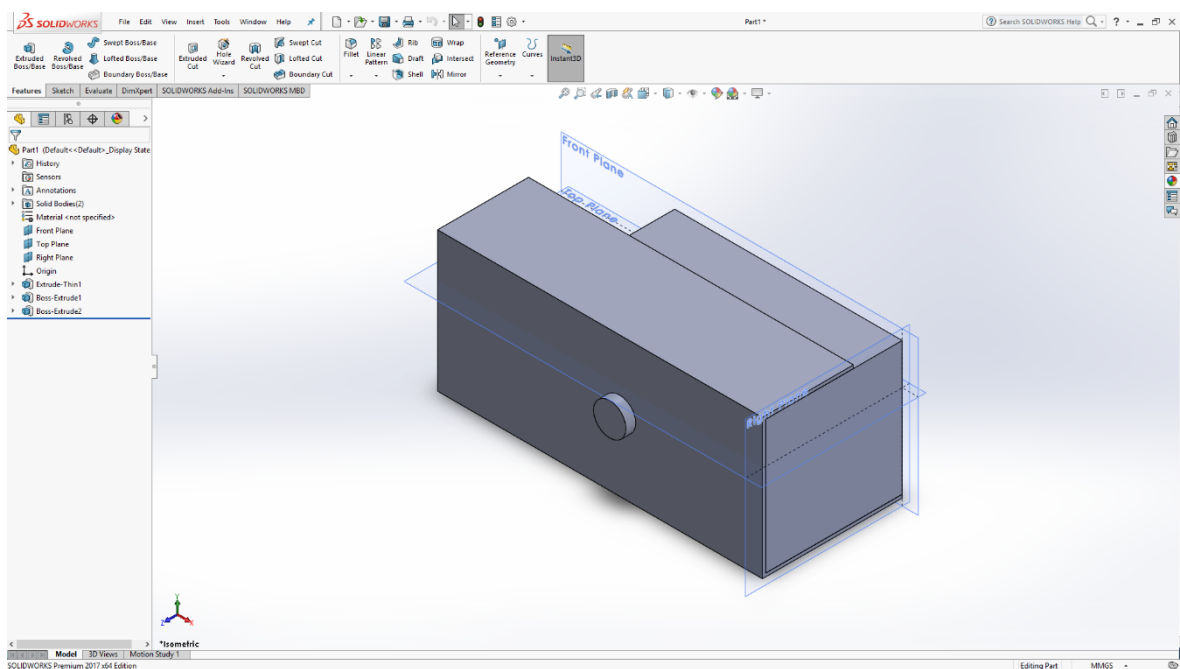 SOLIDWORKS File Edit View Insert Tools Window Help Part1 * Search SOLIDWORKS Help
Extruded Boss/Base
Revolved Boss/Base
Swept Boss/Base
Lofted Boss/Base
Boundary Boss/Base
Extruded Cut
Hole Wizard
Revolved Cut
Swept Cut
Lofted Cut
Boundary Cut
Fillet
Linear Pattern
Rib
Draft
Shell
Wrap
Intersect
Mirror
Reference Geometry
Curves
Instant3D
Features Sketch Evaluate DimXpert SOLIDWORKS Add-Ins SOLIDWORKS MBD
Part1 (Default<<Default>_Display State
History
Sensors
Annotations
Solid Bodies(2)
Material <not specified>
Front Plane
Top Plane
Right Plane
Origin
Extrude-Thin1
Boss-Extrude1
Boss-Extrude2
Front Plane
Top Plane
Y
Z
X
*Isometric
Model 3D Views Motion Study 1
SOLIDWORKS Premium 2017 x64 Edition Editing Part MMGS